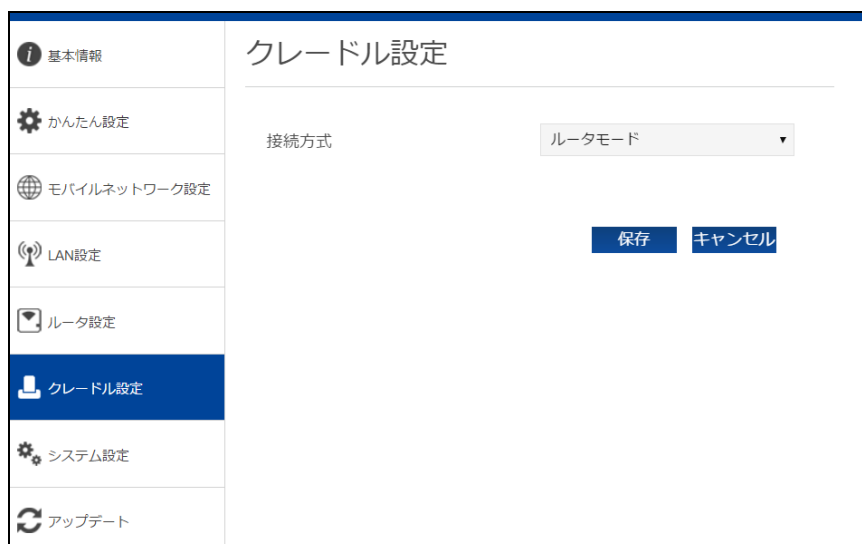 基本情報
かんたん設定
モバイルネットワーク設定
LAN設定
ルータ設定
クレードル設定
システム設定
アップデート
クレードル設定
接続方式
ルータモード
保存
キャンセル